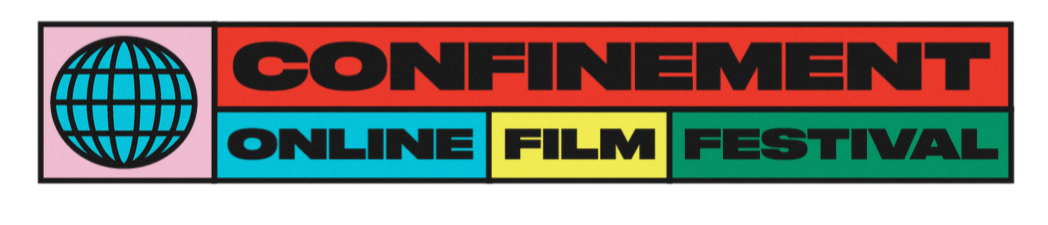 CONFINEMENT
ONLINE FILM FESTIVAL